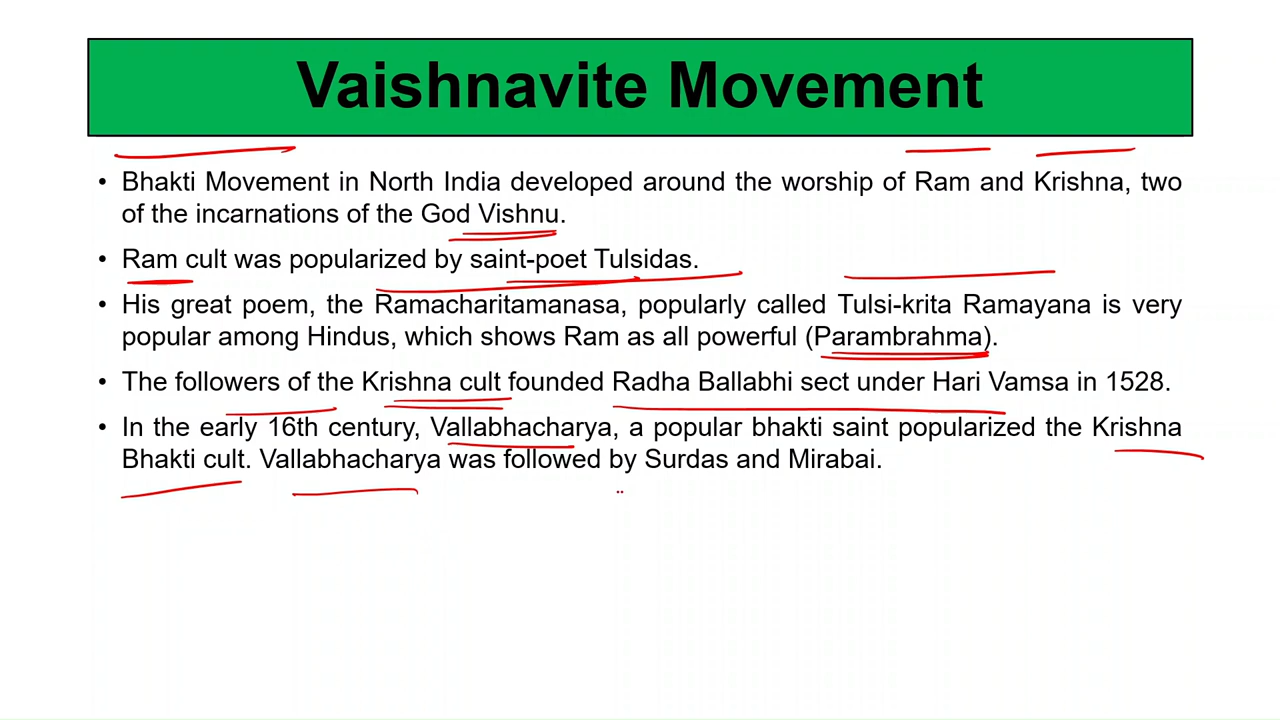 Vaishnavite Movement
• Bhakti Movement in North India developed around the worship of Ram and Krishna, two
of the incarnations of the God Vishnu.
• Ram cult was popularized by saint-poet Tulsidas.
• His great poem, the Ramacharitamanasa, popularly called Tulsi-krita Ramayana is very
popular among Hindus, which shows Ram as all powerful (Parambrahma).
• The followers of the Krishna cult founded Radha Ballabhi sect under Hari Vamsa in 1528.
• In the early 16th century, Vallabhacharya, a popular bhakti saint popularized the Krishna
Bhakti cult. Vallabhacharya was followed by Surdas and Mirabai.